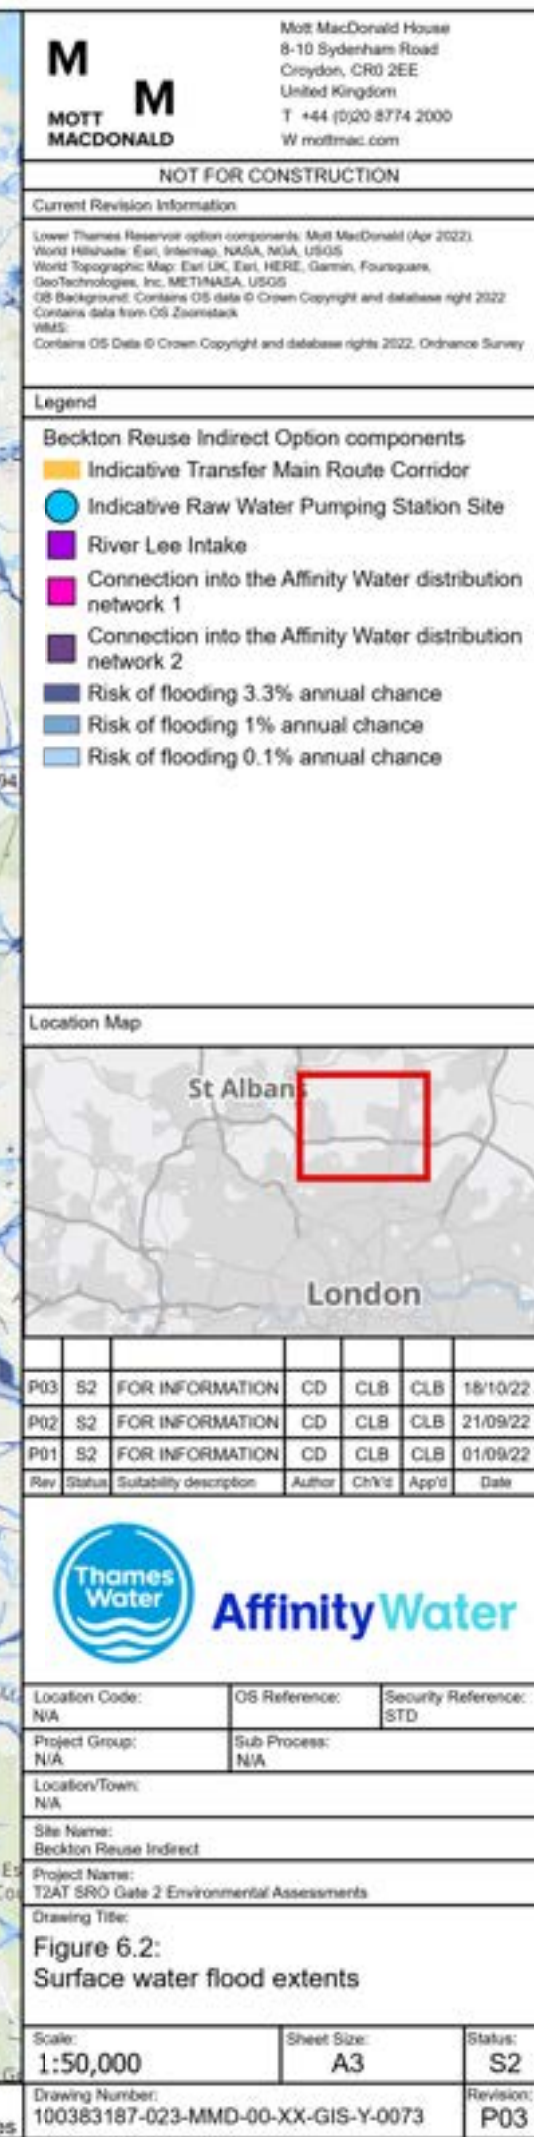 M
M
MOTT
MACDONALD
Mott MacDonald House
8-10 Sydenham Road
Croydon, CR0 2EE
United Kingdom
T +44 (0)20 8774 2000
W mottmac.com
NOT FOR CONSTRUCTION
Current Revision Information
Lower Thames Reservoir option components: Mott MacDonald (Apr 2022)
World Hillshade: Esri, Intermap, NASA, NGA, USGS
World Topographic Map: Esri UK, Esri, HERE, Garmin, Foursquare,
GeoTechnologies, Inc, METI/NASA, USGS
GB Background: Contains OS data © Crown Copyright and database right 2022
Contains data from OS Zoomstack
WMS:
Contains OS Data © Crown Copyright and database rights 2022, Ordnance Survey
Legend
Beckton Reuse Indirect Option components
Indicative Transfer Main Route Corridor
Indicative Raw Water Pumping Station Site
River Lee Intake
Connection into the Affinity Water distribution
network 1
Connection into the Affinity Water distribution
network 2
Risk of flooding 3.3% annual chance
Risk of flooding 1% annual chance
Risk of flooding 0.1% annual chance
Location Map
St Albans
London
P03 S2 FOR INFORMATION CD CLB CLB 18/10/22
P02 S2 FOR INFORMATION CD CLB CLB 21/09/22
P01 S2 FOR INFORMATION CD CLB CLB 01/09/22
Rev Status Suitability description Author Ch'k'd App'd Date
Thames
Water
AffinityWater
Location Code: OS Reference: Security Reference:
N/A STD
Project Group: Sub Process:
N/A N/A
Location/Town:
N/A
Site Name:
Beckton Reuse Indirect
Project Name:
T2AT SRO Gate 2 Environmental Assessments
Drawing Title:
Figure 6.2:
Surface water flood extents
Scale: Sheet Size: Status:
1:50,000 A3 S2
Drawing Number: Revision:
100383187-023-MMD-00-XX-GIS-Y-0073 P03